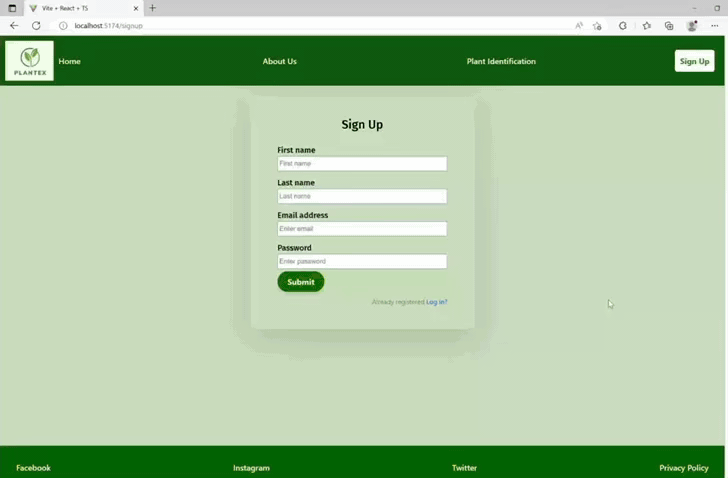 Vite + React + TS
localhost:5174/signup
PLANTEX
Home
About Us
Plant Identification
Sign Up
Sign Up
First name
First name
Last name
Last name
Email address
Enter email
Password
Enter password
Submit
Already registered Log in?
Facebook
Instagram
Twitter
Privacy Policy